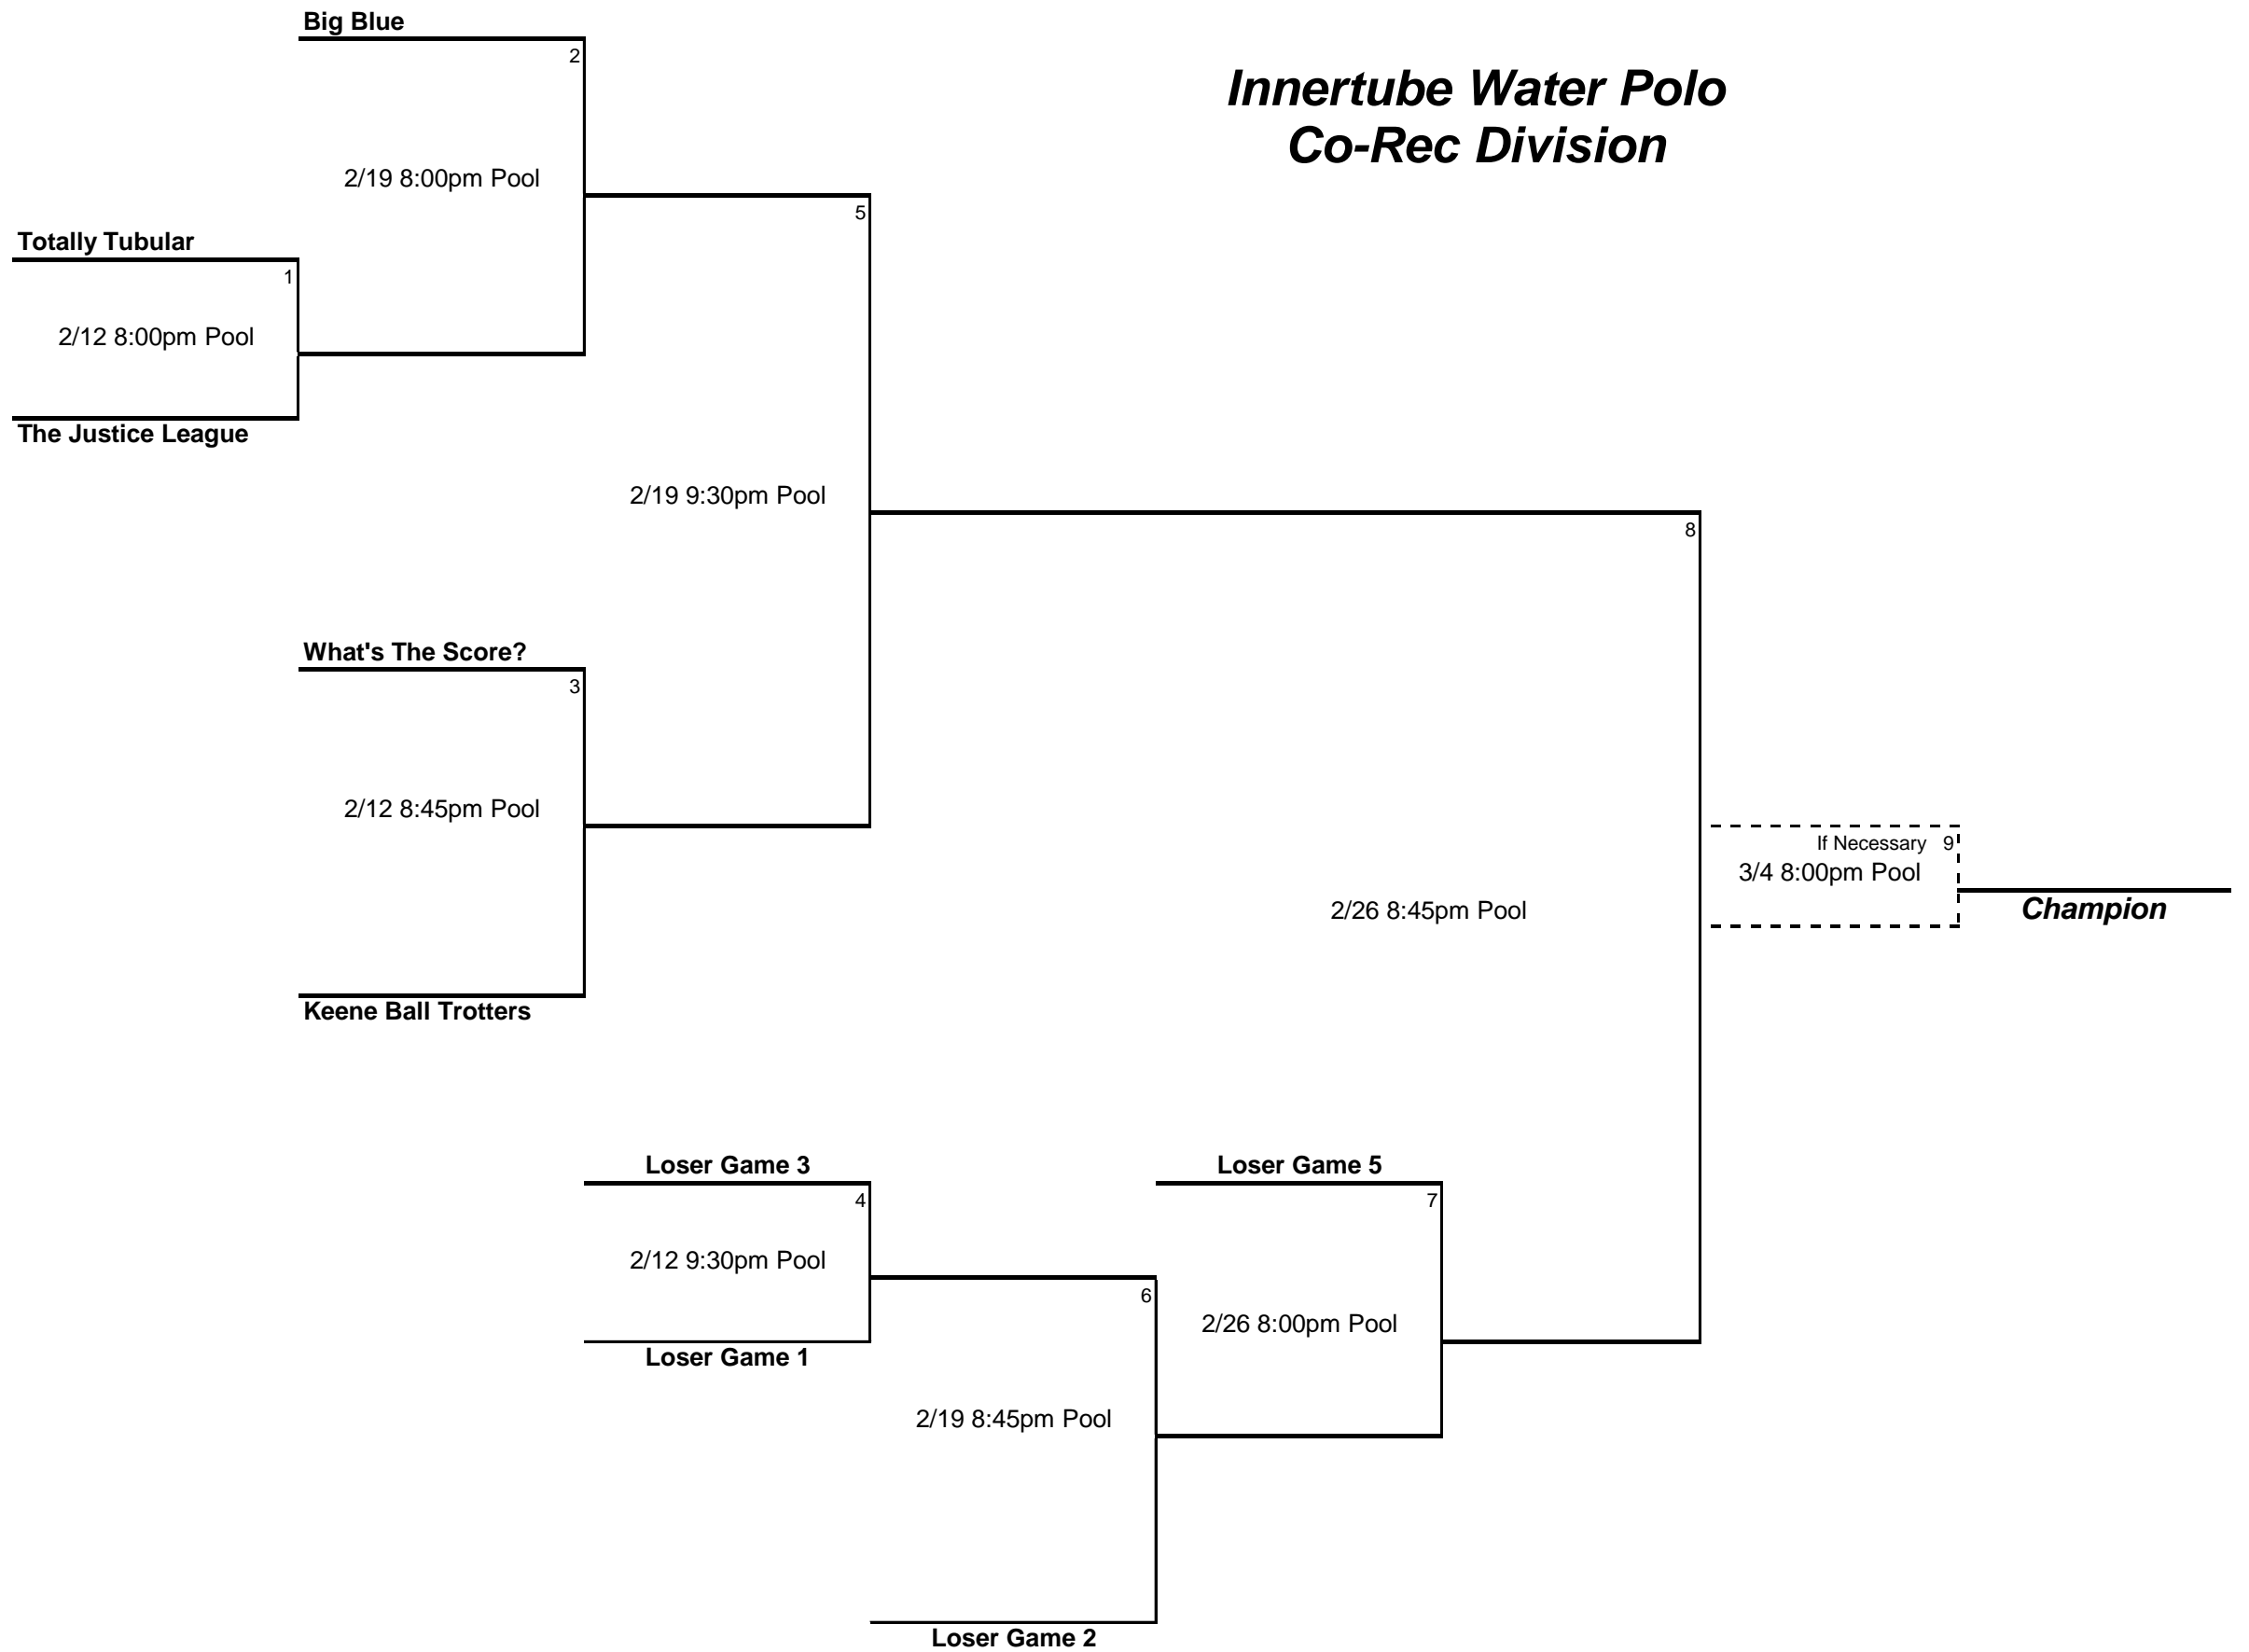 Big Blue
2
Innertube Water Polo
Co-Rec Division
2/19 8:00pm Pool
5
Totally Tubular
1
2/12 8:00pm Pool
The Justice League
2/19 9:30pm Pool
8
What's The Score?
3
2/12 8:45pm Pool
If Necessary 9
3/4 8:00pm Pool
2/26 8:45pm Pool
Champion
Keene Ball Trotters
Loser Game 3
Loser Game 5
4
7
2/12 9:30pm Pool
6
2/26 8:00pm Pool
Loser Game 1
2/19 8:45pm Pool
Loser Game 2